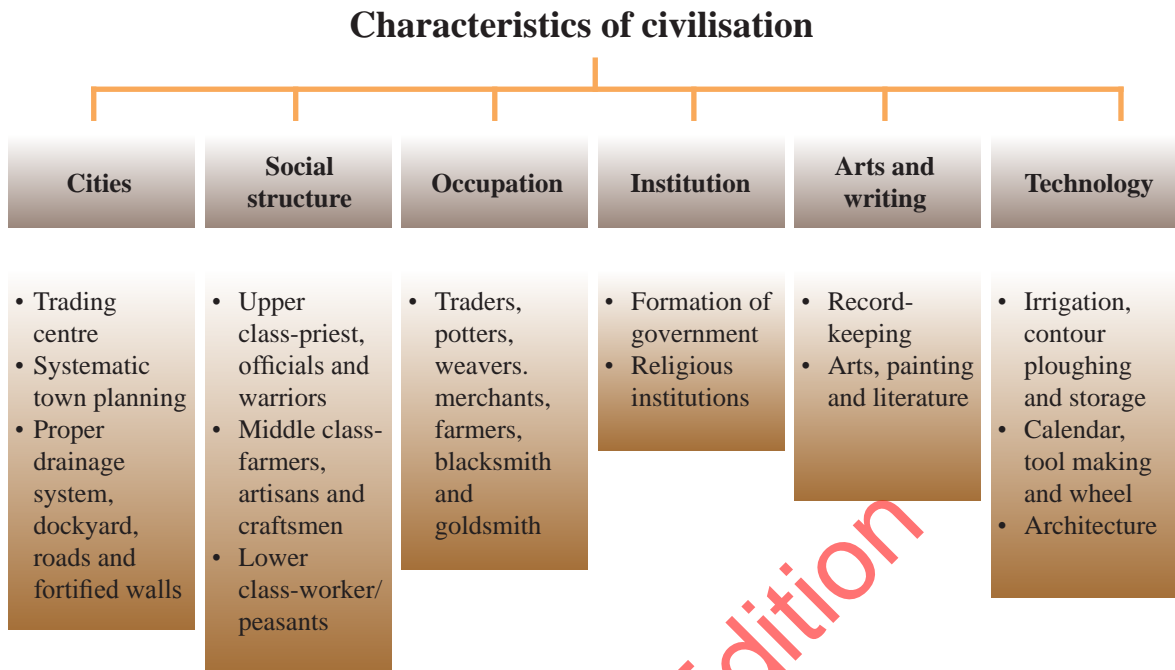 Characteristics of civilisation
Cities
Social
structure
Occupation
Institution
Arts and
writing
Technology
• Trading
centre
• Systematic
town planning
• Proper
drainage
system,
dockyard,
roads and
fortified walls
• Upper
class-priest,
officials and
warriors
• Middle class-
farmers,
artisans and
craftsmen
• Lower
class-worker/
peasants
• Traders,
potters,
weavers.
merchants,
farmers,
blacksmith
and
goldsmith
• Formation of
government
• Religious
institutions
• Record-
keeping
• Arts, painting
and literature
• Irrigation,
contour
ploughing
and storage
• Calendar,
tool making
and wheel
• Architecture
Edition